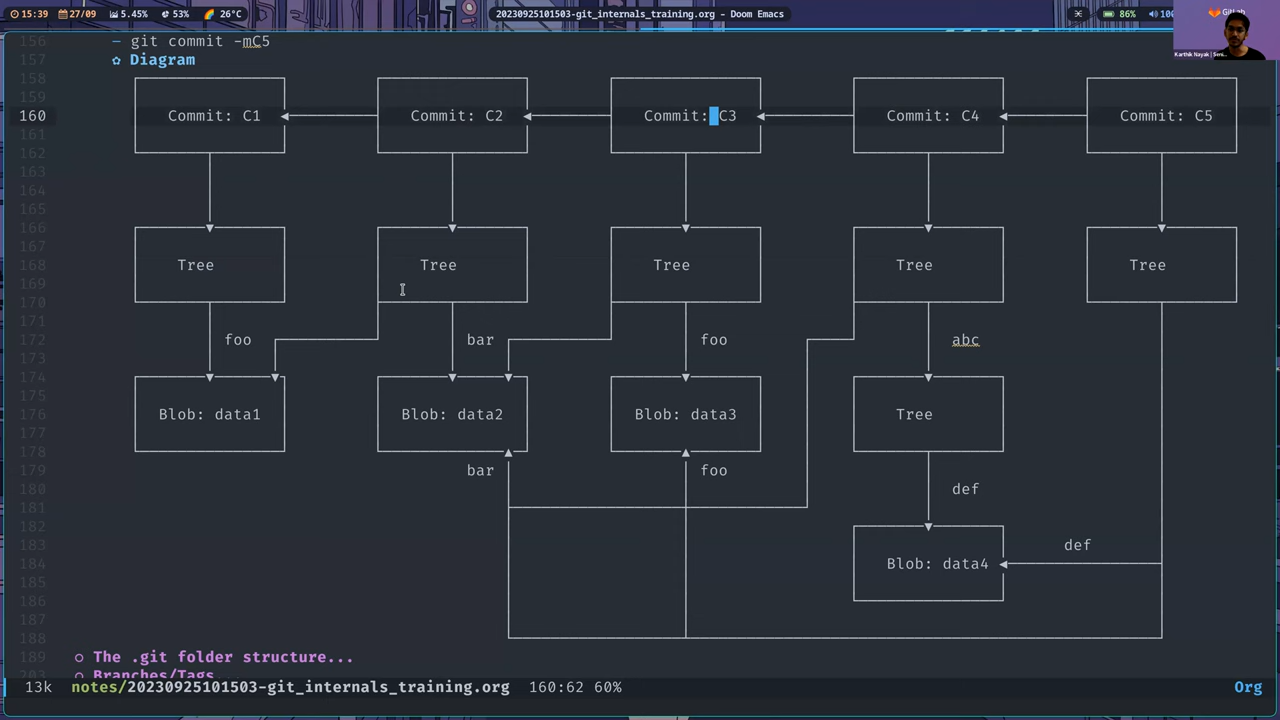 15:39 27/09 5.45% 53% 26°C 20230925101503-git_internals_training.org - Doom Emacs 86%
GitLab
Karthik Nayak
156 – git commit -mC5
157 ✿ Diagram
158
159
160 Commit: C1 Commit: C2 Commit: C3 Commit: C4 Commit: C5
161
162
163
164
165
166
167
168 Tree Tree Tree Tree Tree
169
170
171
172 foo bar foo abc
173
174
175
176 Blob: data1 Blob: data2 Blob: data3 Tree
177
178
179 bar foo
180 def
181
182
183 def
184 Blob: data4
185
186
187
188
189 ○ The .git folder structure...
203 ○ Branches/Tags
13k notes/20230925101503-git_internals_training.org 160:62 60% Org